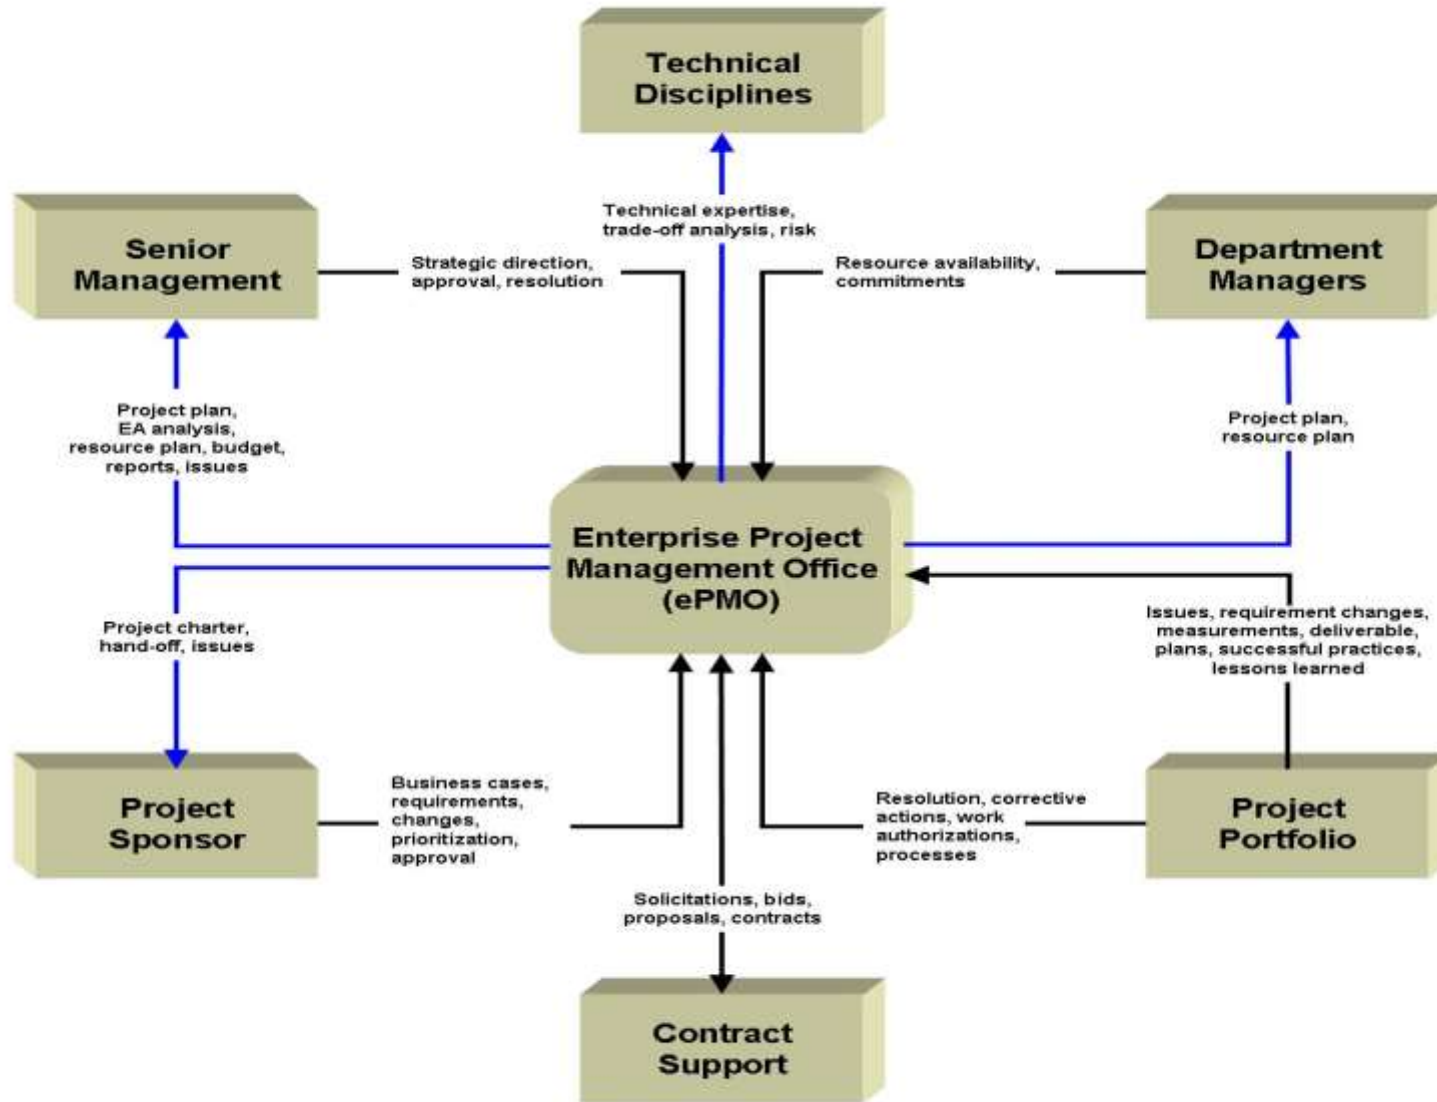 Technical
Disciplines
Technical expertise,
trade-off analysis, risk
Senior
Management
Strategic direction,
approval, resolution
Resource availability,
commitments
Department
Managers
Project plan,
EA analysis,
resource plan, budget,
reports, issues
Project plan,
resource plan
Enterprise Project
Management Office
(ePMO)
Project charter,
hand-off, issues
Issues, requirement changes,
measurements, deliverable,
plans, successful practices,
lessons learned
Project
Sponsor
Business cases,
requirements,
changes,
prioritization,
approval
Resolution, corrective
actions, work
authorizations,
processes
Project
Portfolio
Solicitations, bids,
proposals, contracts
Contract
Support